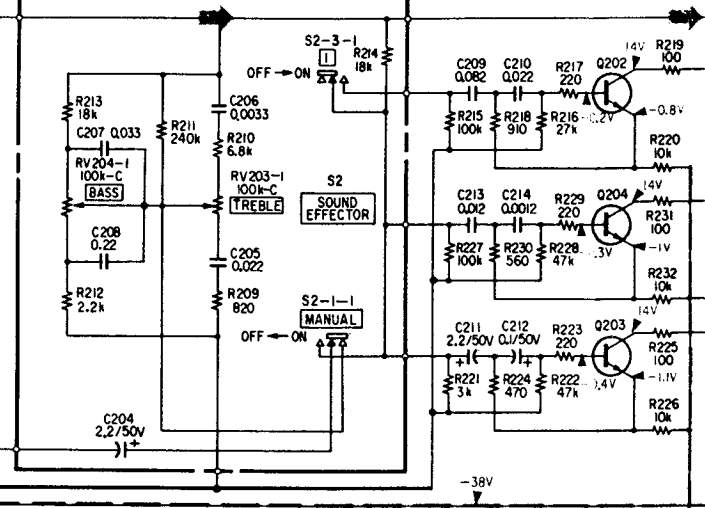 S2-3-1
1
OFF → ON
R214
18k
14V
R219
100
C209
0.082
C210
0.022
R217
220
Q202
-0.8V
-0.2V
R215
100k
R218
910
R216
27k
R220
10k
R213
18k
C207 0.033
R211
240k
C206
0.0033
R210
6.8k
RV204-1
100k-C
BASS
RV203-1
100k-C
TREBLE
S2
SOUND
EFFECTOR
C213
0.012
C214
0.0012
R229
220
Q204
14V
R231
100
-1V
R227
100k
R230
560
R228
47k
R232
10k
C208
0.22
C205
0.022
R212
2.2k
R209
820
S2-1-1
MANUAL
OFF ← ON
14V
C211
2.2/50V
C212
0.1/50V
R223
220
Q203
R225
100
-1.1V
R221
3k
R224
470
R222
47k
R226
10k
C204
2.2/50V
+
-38V